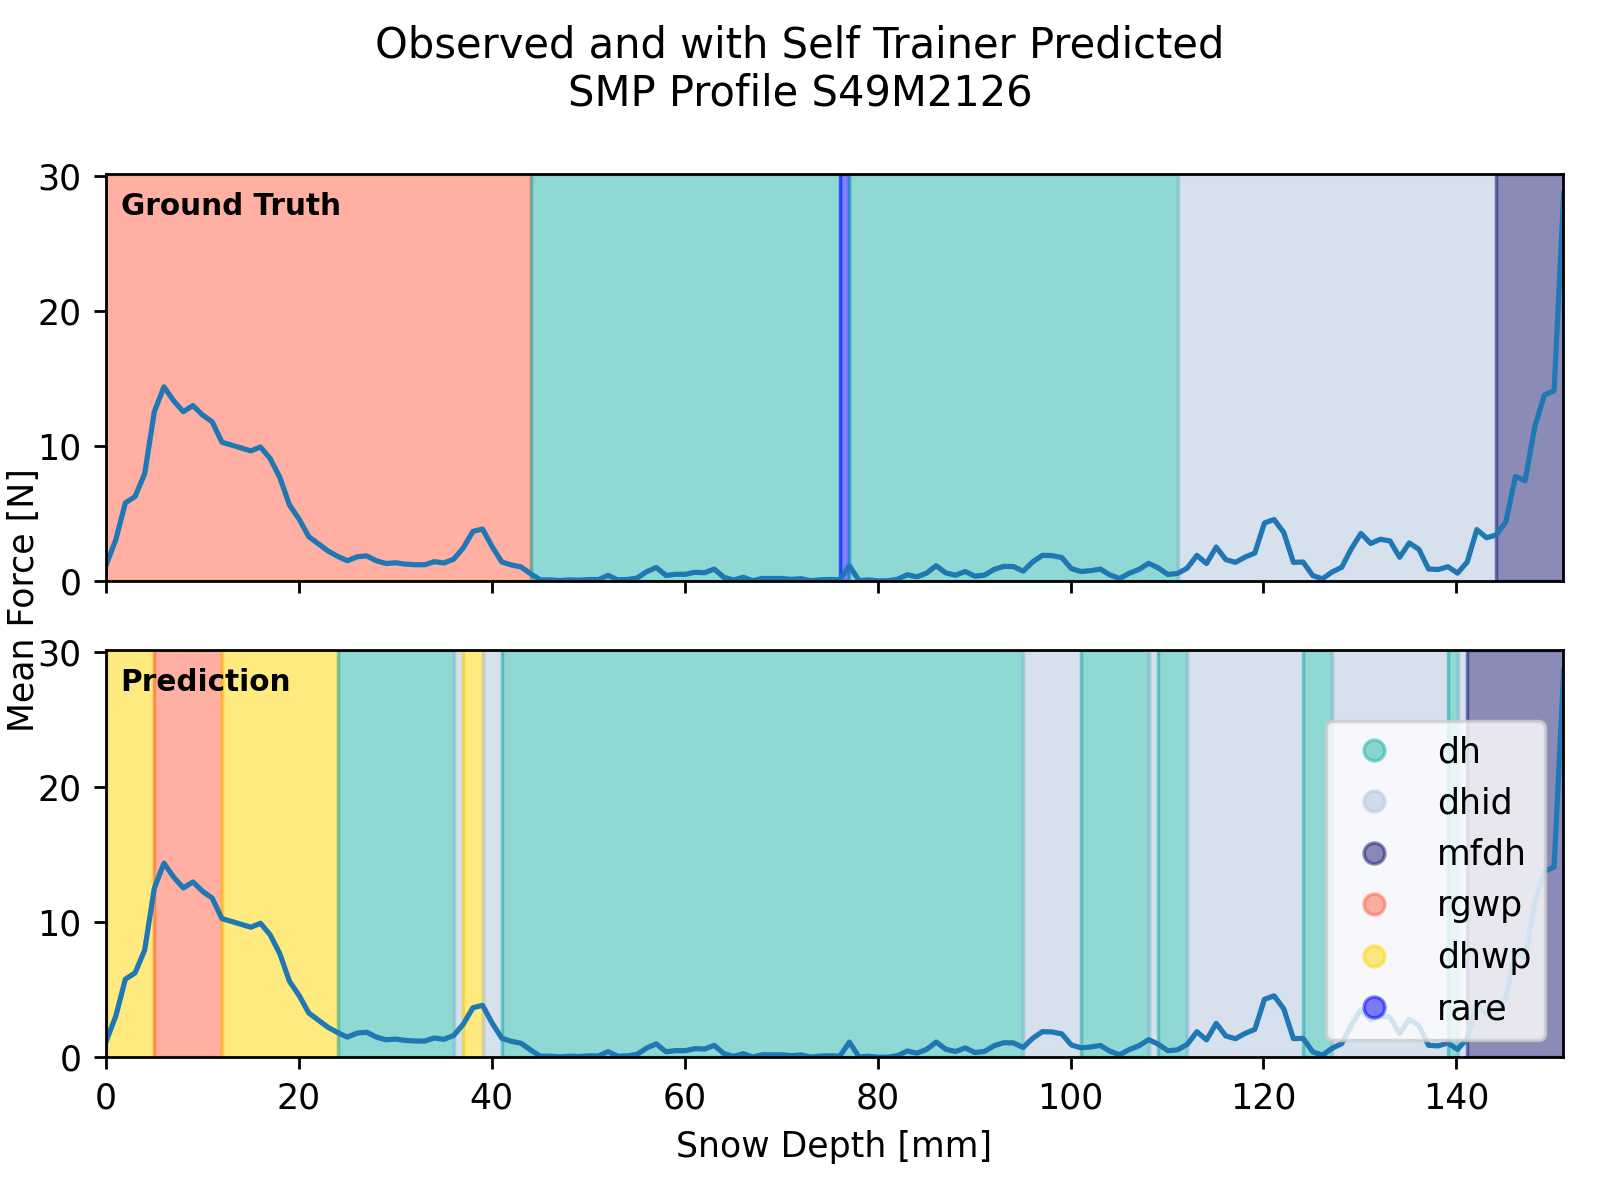 Observed and with Self Trainer Predicted
SMP Profile S49M2126
Mean Force [N]
30
20
10
0
Ground Truth
30
20
10
0
Prediction
dh
dhid
mfdh
rgwp
dhwp
rare
0 20 40 60 80 100 120 140
Snow Depth [mm]